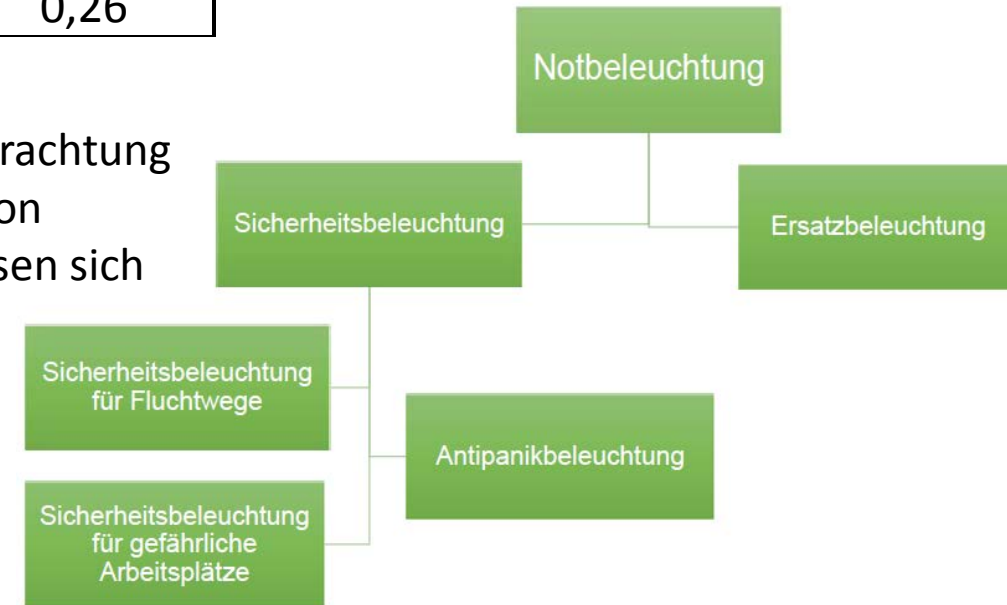 0,26
Notbeleuchtung
Sicherheitsbeleuchtung
Ersatzbeleuchtung
Sicherheitsbeleuchtung
für Fluchtwege
Antipanikbeleuchtung
Sicherheitsbeleuchtung
für gefährliche
Arbeitsplätze
rachtung
on
sen sich